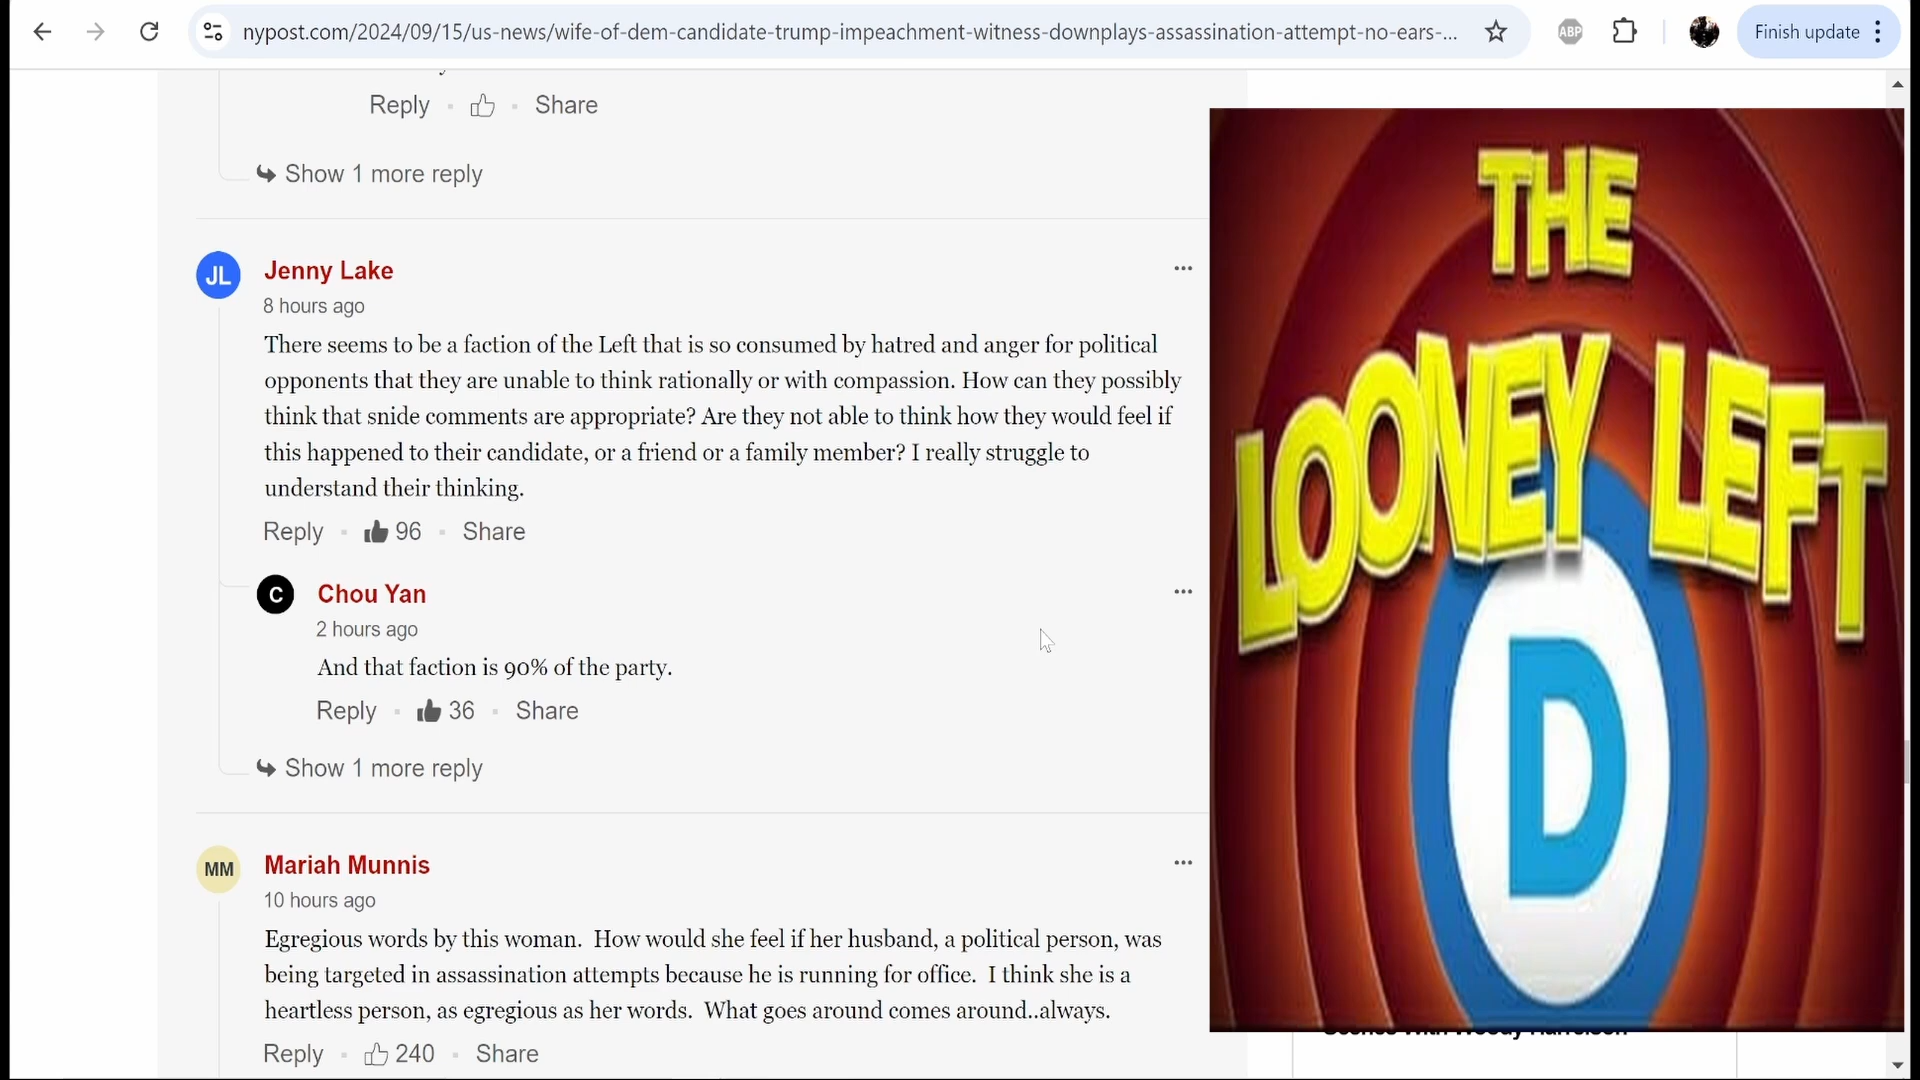 nypost.com/2024/09/15/us-news/wife-of-dem-candidate-trump-impeachment-witness-downplays-assassination-attempt-no-ears-...
ABP
Finish update
Reply
Share
Show 1 more reply
JL
Jenny Lake
8 hours ago
There seems to be a faction of the Left that is so consumed by hatred and anger for political
opponents that they are unable to think rationally or with compassion. How can they possibly
think that snide comments are appropriate? Are they not able to think how they would feel if
this happened to their candidate, or a friend or a family member? I really struggle to
understand their thinking.
Reply
96
Share
C
Chou Yan
2 hours ago
And that faction is 90% of the party.
Reply
36
Share
Show 1 more reply
MM
Mariah Munnis
10 hours ago
Egregious words by this woman.  How would she feel if her husband, a political person, was
being targeted in assassination attempts because he is running for office.  I think she is a
heartless person, as egregious as her words.  What goes around comes around..always.
Reply
240
Share
THE
LOONEY LEFT
D